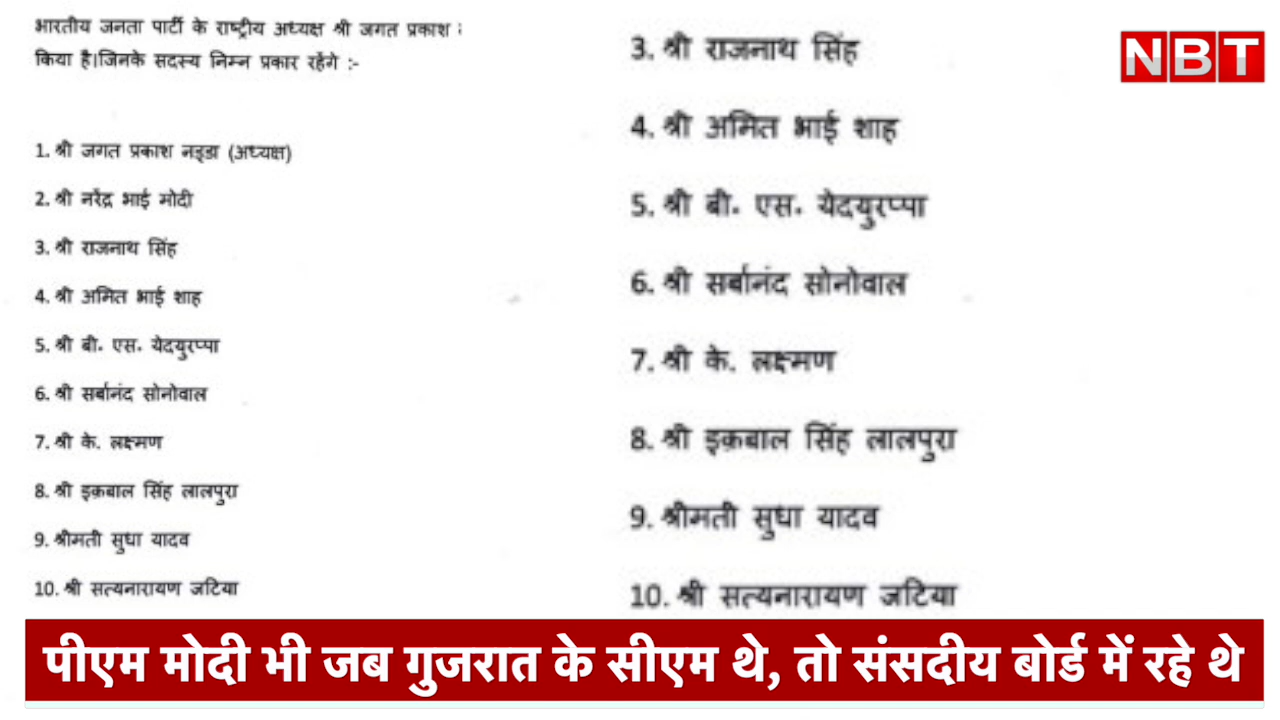 भारतीय जनता पार्टी के राष्ट्रीय अध्यक्ष श्री जगत प्रकाश
किया है।जिनके सदस्य निम्न प्रकार रहेंगे :-
1. श्री जगत प्रकाश नड्डा (अध्यक्ष)
2. श्री नरेंद्र भाई मोदी
3. श्री राजनाथ सिंह
4. श्री अमित भाई शाह
5. श्री बी. एस. येदयुरप्पा
6. श्री सर्बानंद सोनोवाल
7. श्री के. लक्ष्मण
8. श्री इक़बाल सिंह लालपुरा
9. श्रीमती सुधा यादव
10. श्री सत्यनारायण जटिया
3. श्री राजनाथ सिंह
4. श्री अमित भाई शाह
5. श्री बी. एस. येदयुरप्पा
6. श्री सर्बानंद सोनोवाल
7. श्री के. लक्ष्मण
8. श्री इक़बाल सिंह लालपुरा
9. श्रीमती सुधा यादव
10. श्री सत्यनारायण जटिया
NBT
पीएम मोदी भी जब गुजरात के सीएम थे, तो संसदीय बोर्ड में रहे थे